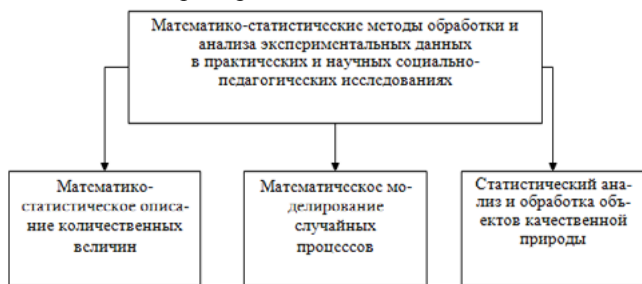 Математико-статистические методы обработки и
анализа экспериментальных данных
в практических и научных социально-
педагогических исследованиях
Математико-
статистическое описа-
ние количественных
величин
Математическое мо-
делирование
случайных
процессов
Статистический ана-
лиз и обработка объ-
ектов качественной
природы